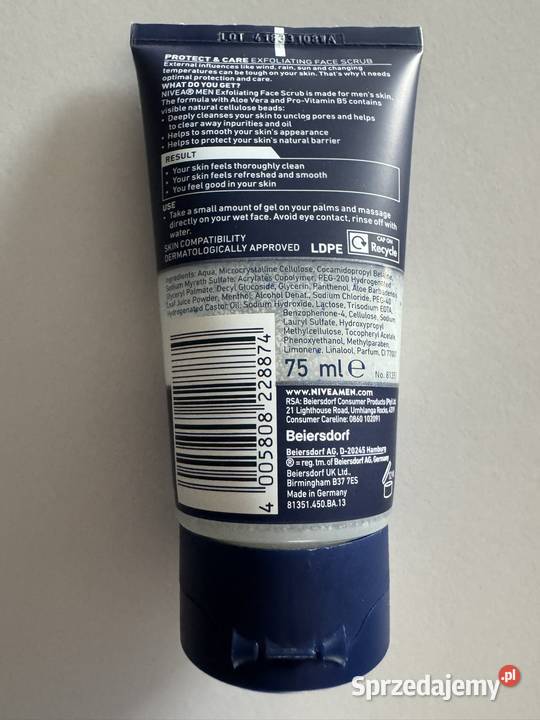 PROTECT & CARE EXFOLIATING FACE SCRUB
External influences like wind, rain, sun and changing
temperatures can be tough on your skin. That's why it needs
optimal protection and care.
WHAT DO YOU GET?
NIVEA® MEN Exfoliating Face Scrub is made for men's skin.
The formula with Aloe Vera and Pro-Vitamin B5 contains
visible natural cellulose beads:
• Deeply cleanses your skin to unclog pores and helps
to clear away inpurities and oil
• Helps to smooth your skin's appearance
• Helps to protect your skin's natural barrier
RESULT
• Your skin feels thoroughly clean
• Your skin feels refreshed and smooth
• You feel good in your skin
USE
• Take a small amount of gel on your palms and massage
directly on your wet face. Avoid eye contact, rinse off with
water.
SKIN COMPATIBILITY
DERMATOLOGICALLY APPROVED
LDPE
CAP ON
Recycle
Ingredients: Aqua, Microcrystalline Cellulose, Cocamidopropyl Betaine,
Sodium Myreth Sulfate, Acrylates Copolymer, PEG-200 Hydrogenated
Glyceryl Palmate, Decyl Glucoside, Glycerin, Panthenol, Aloe Barbadensis
Leaf Juice Powder, Menthol, Alcohol Denat., Sodium Chloride, PEG-40
Hydrogenated Castor Oil, Sodium Hydroxide, Lactose, Trisodium EDTA,
Benzophenone-4, Cellulose, Sodium
Lauryl Sulfate, Hydroxypropyl
Methylcellulose, Tocopheryl Acetate,
Phenoxyethanol, Methylparaben,
Limonene, Linalool, Parfum, CI 77007
75 ml e
No. 8135
4 005808 228874
www.NIVEAMEN.com
RSA: Beiersdorf Consumer Products (Pty) Ltd.
21 Lighthouse Road, Umhlanga Rocks, 4319
Consumer Careline: 0860 102091
Beiersdorf
Beiersdorf AG, D-20245 Hamburg
® = reg. tm. of Beiersdorf AG, Germany
Beiersdorf UK Ltd.,
Birmingham B37 7ES
Made in Germany
81351.450.BA.13
Sprzedajemy.pl